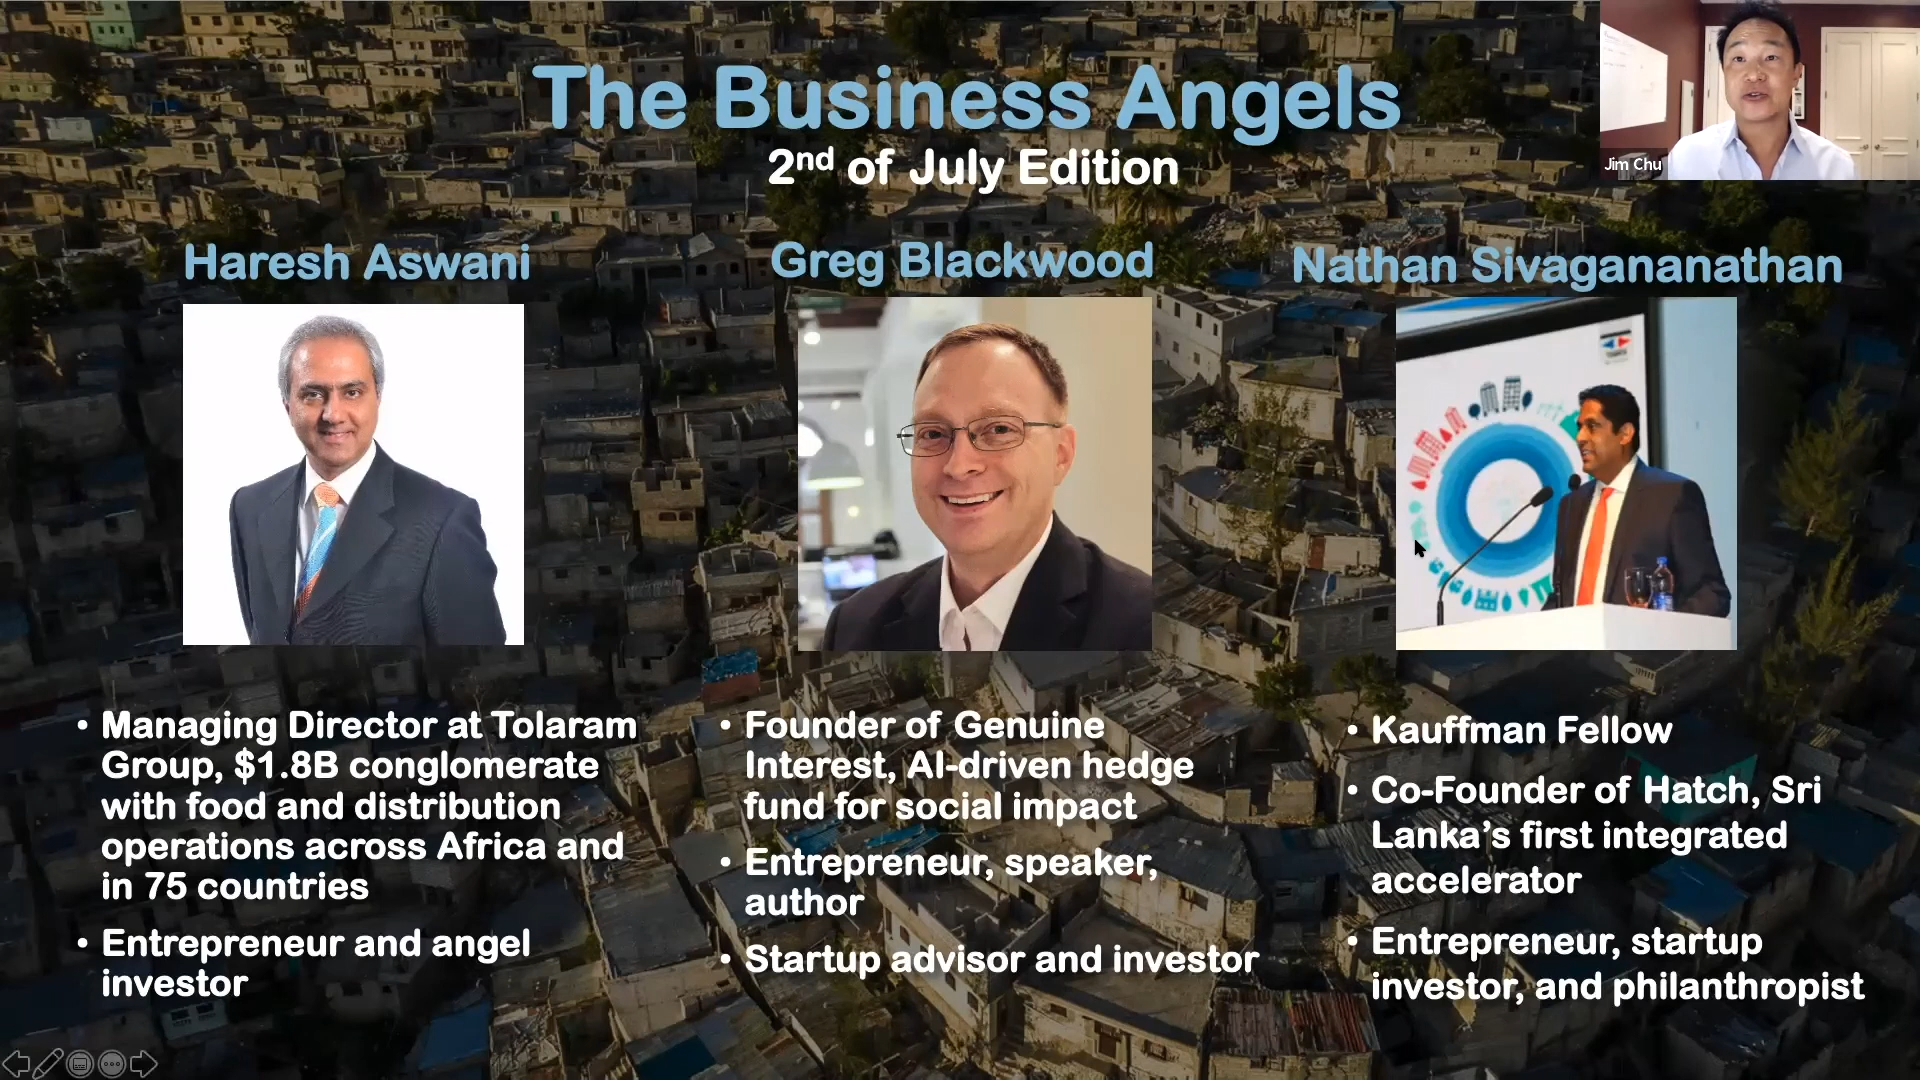 The Business Angels
2nd of July Edition
Jim Chu
Haresh Aswani
Greg Blackwood
Nathan Sivagananathan
• Managing Director at Tolaram
Group, $1.8B conglomerate
with food and distribution
operations across Africa and
in 75 countries
• Entrepreneur and angel
investor
• Founder of Genuine
Interest, AI-driven hedge
fund for social impact
• Entrepreneur, speaker,
author
• Startup advisor and investor
• Kauffman Fellow
• Co-Founder of Hatch, Sri
Lanka's first integrated
accelerator
• Entrepreneur, startup
investor, and philanthropist